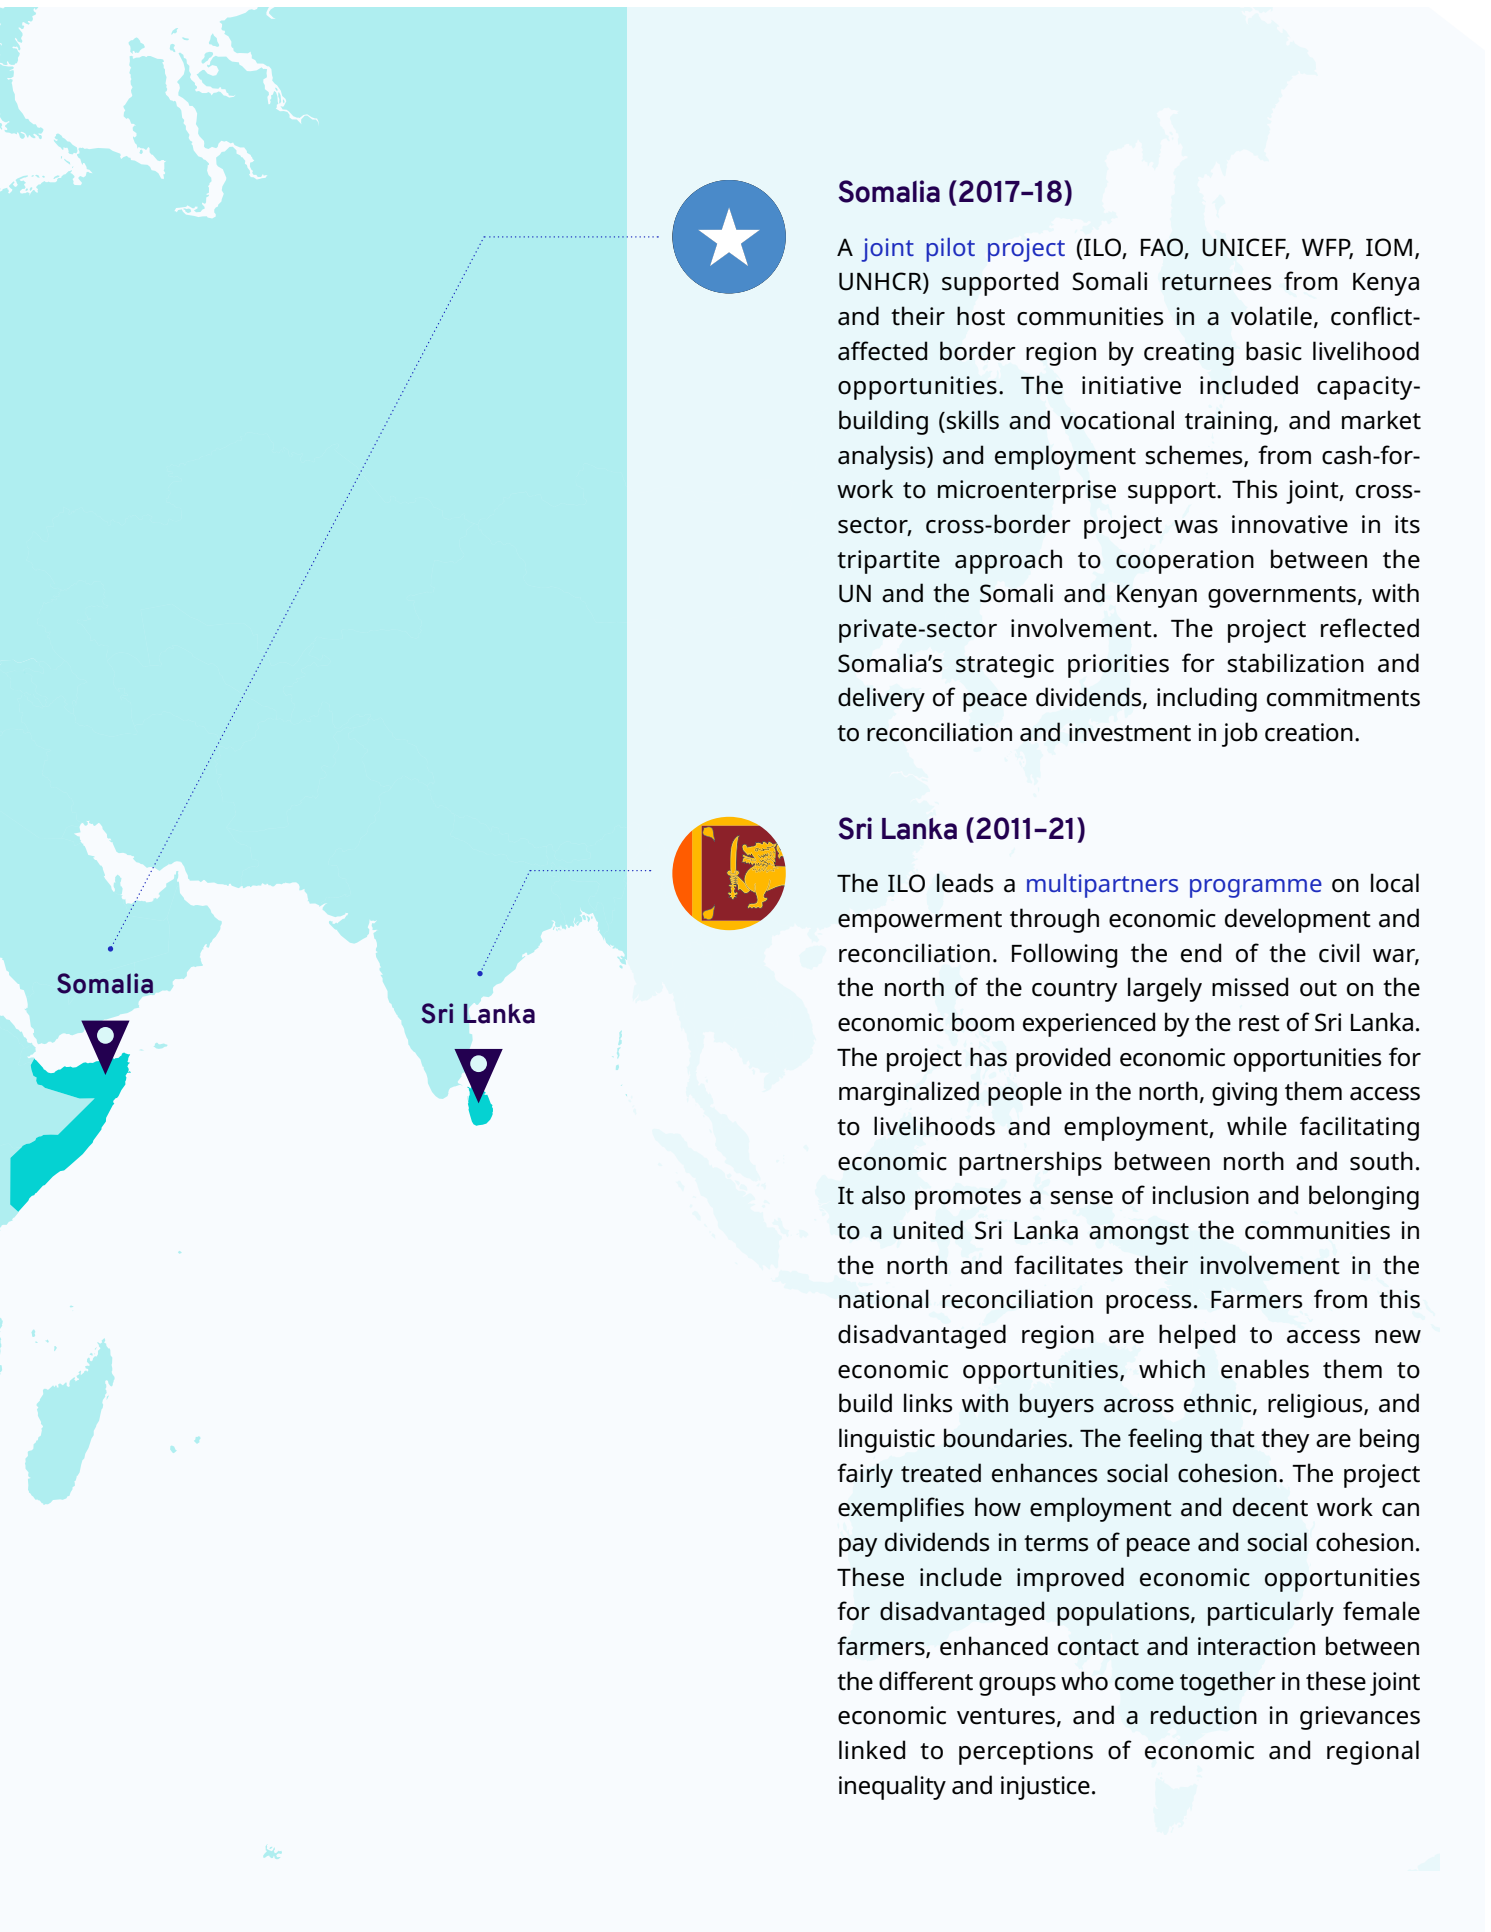 Somalia (2017–18)
A joint pilot project (ILO, FAO, UNICEF, WFP, IOM,
UNHCR) supported Somali returnees from Kenya
and their host communities in a volatile, conflict-
affected border region by creating basic livelihood
opportunities. The initiative included capacity-
building (skills and vocational training, and market
analysis) and employment schemes, from cash-for-
work to microenterprise support. This joint, cross-
sector, cross-border project was innovative in its
tripartite approach to cooperation between the
UN and the Somali and Kenyan governments, with
private-sector involvement. The project reflected
Somalia’s strategic priorities for stabilization and
delivery of peace dividends, including commitments
to reconciliation and investment in job creation.
Sri Lanka (2011–21)
The ILO leads a multipartners programme on local
empowerment through economic development and
reconciliation. Following the end of the civil war,
the north of the country largely missed out on the
economic boom experienced by the rest of Sri Lanka.
The project has provided economic opportunities for
marginalized people in the north, giving them access
to livelihoods and employment, while facilitating
economic partnerships between north and south.
It also promotes a sense of inclusion and belonging
to a united Sri Lanka amongst the communities in
the north and facilitates their involvement in the
national reconciliation process. Farmers from this
disadvantaged region are helped to access new
economic opportunities, which enables them to
build links with buyers across ethnic, religious, and
linguistic boundaries. The feeling that they are being
fairly treated enhances social cohesion. The project
exemplifies how employment and decent work can
pay dividends in terms of peace and social cohesion.
These include improved economic opportunities
for disadvantaged populations, particularly female
farmers, enhanced contact and interaction between
the different groups who come together in these joint
economic ventures, and a reduction in grievances
linked to perceptions of economic and regional
inequality and injustice.
Somalia
Sri Lanka